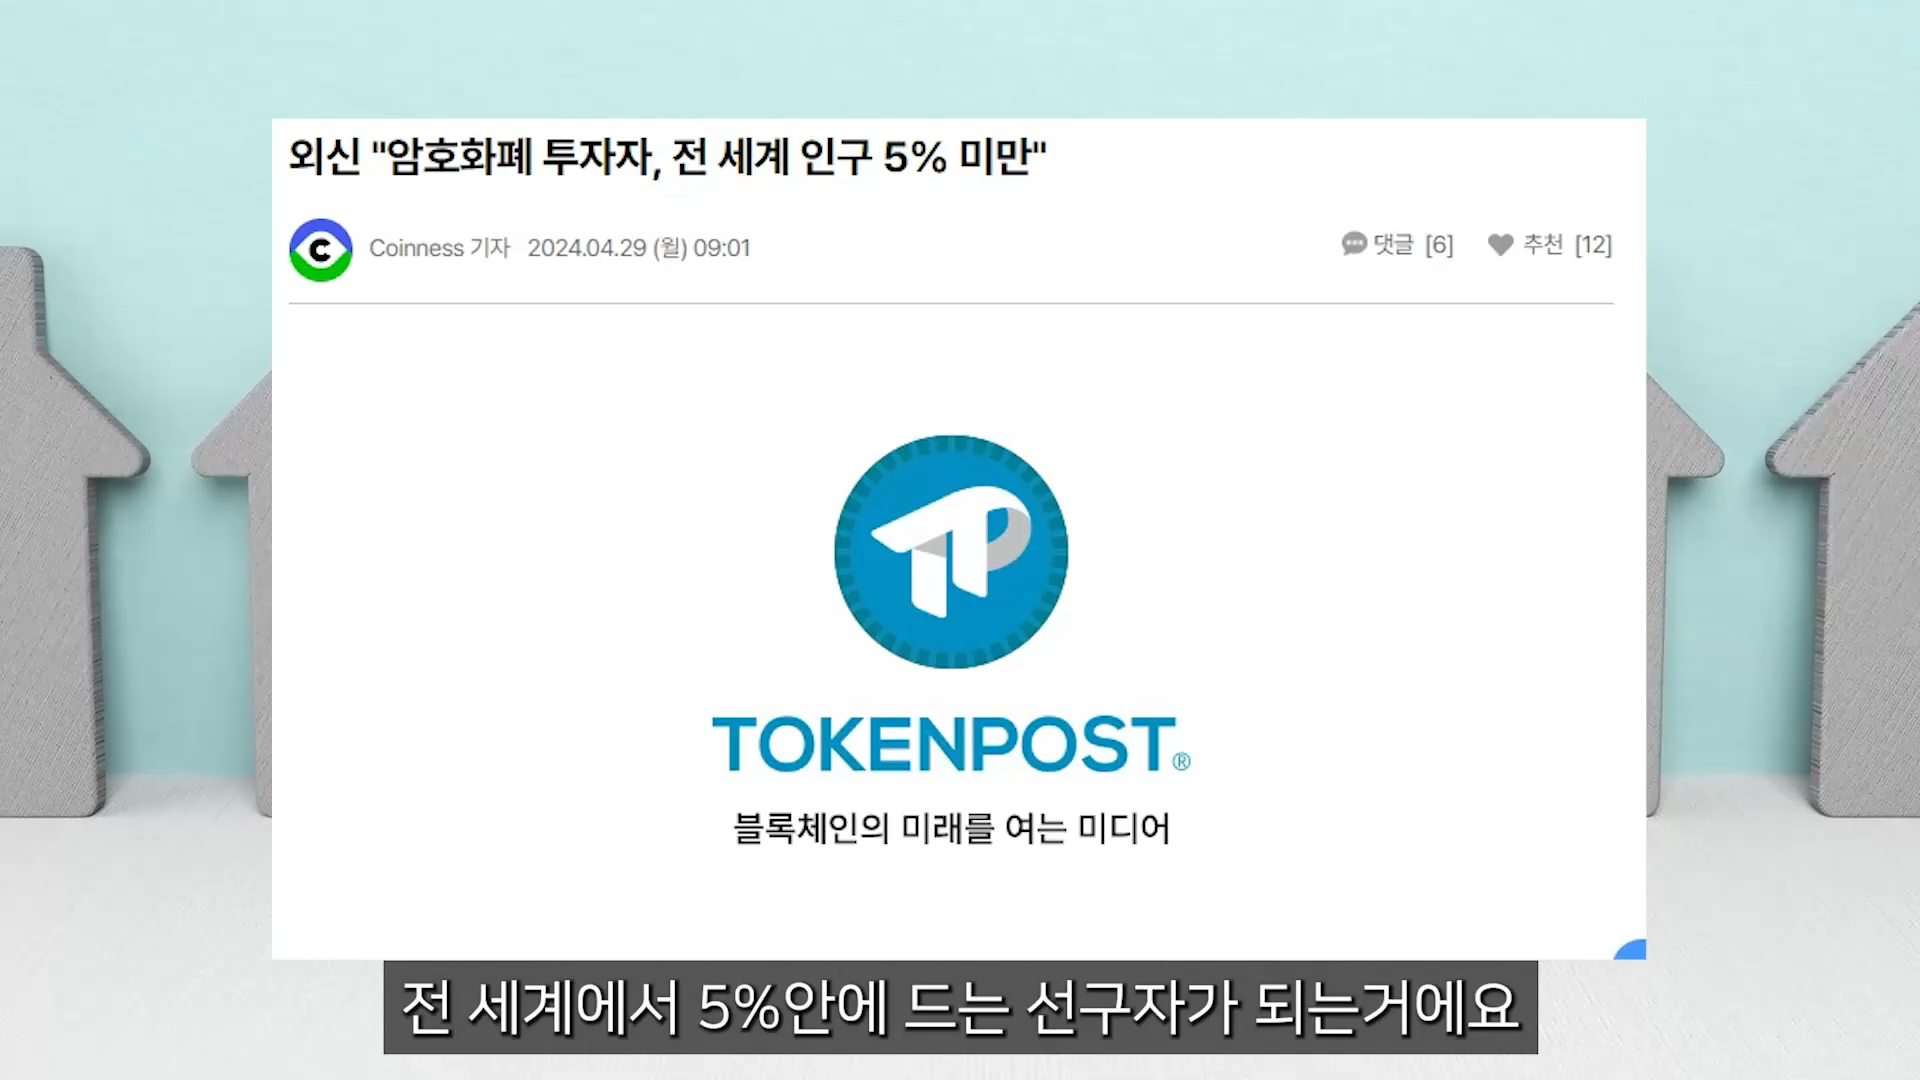 외신 "암호화폐 투자자, 전 세계 인구 5% 미만"
C
Coinness 기자 2024.04.29 (월) 09:01
댓글 [6] 추천 [12]
TP
TOKENPOST®
블록체인의 미래를 여는 미디어
전 세계에서 5%안에 드는 선구자가 되는거에요